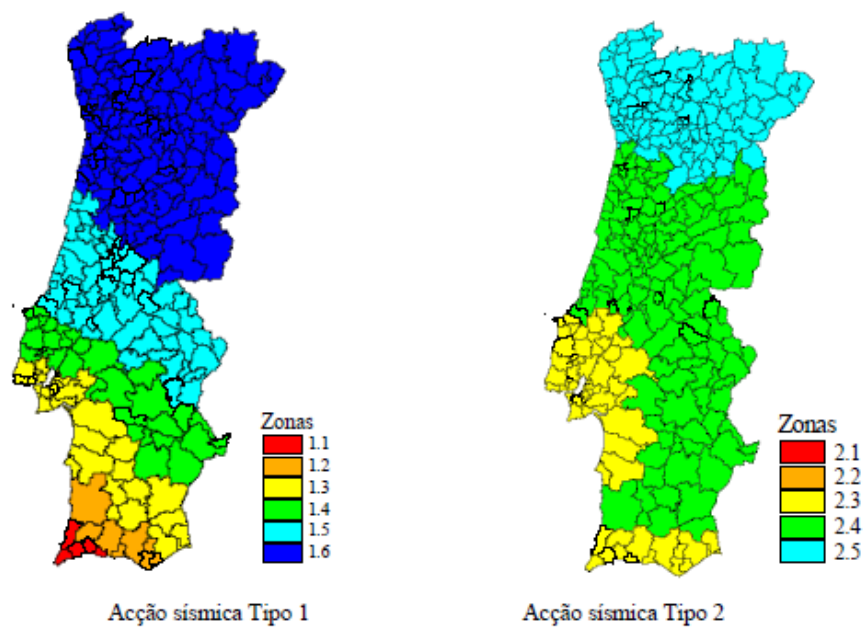 Zonas
1.1
1.2
1.3
1.4
1.5
1.6
Zonas
2.1
2.2
2.3
2.4
2.5
Acção sísmica Tipo 1
Acção sísmica Tipo 2